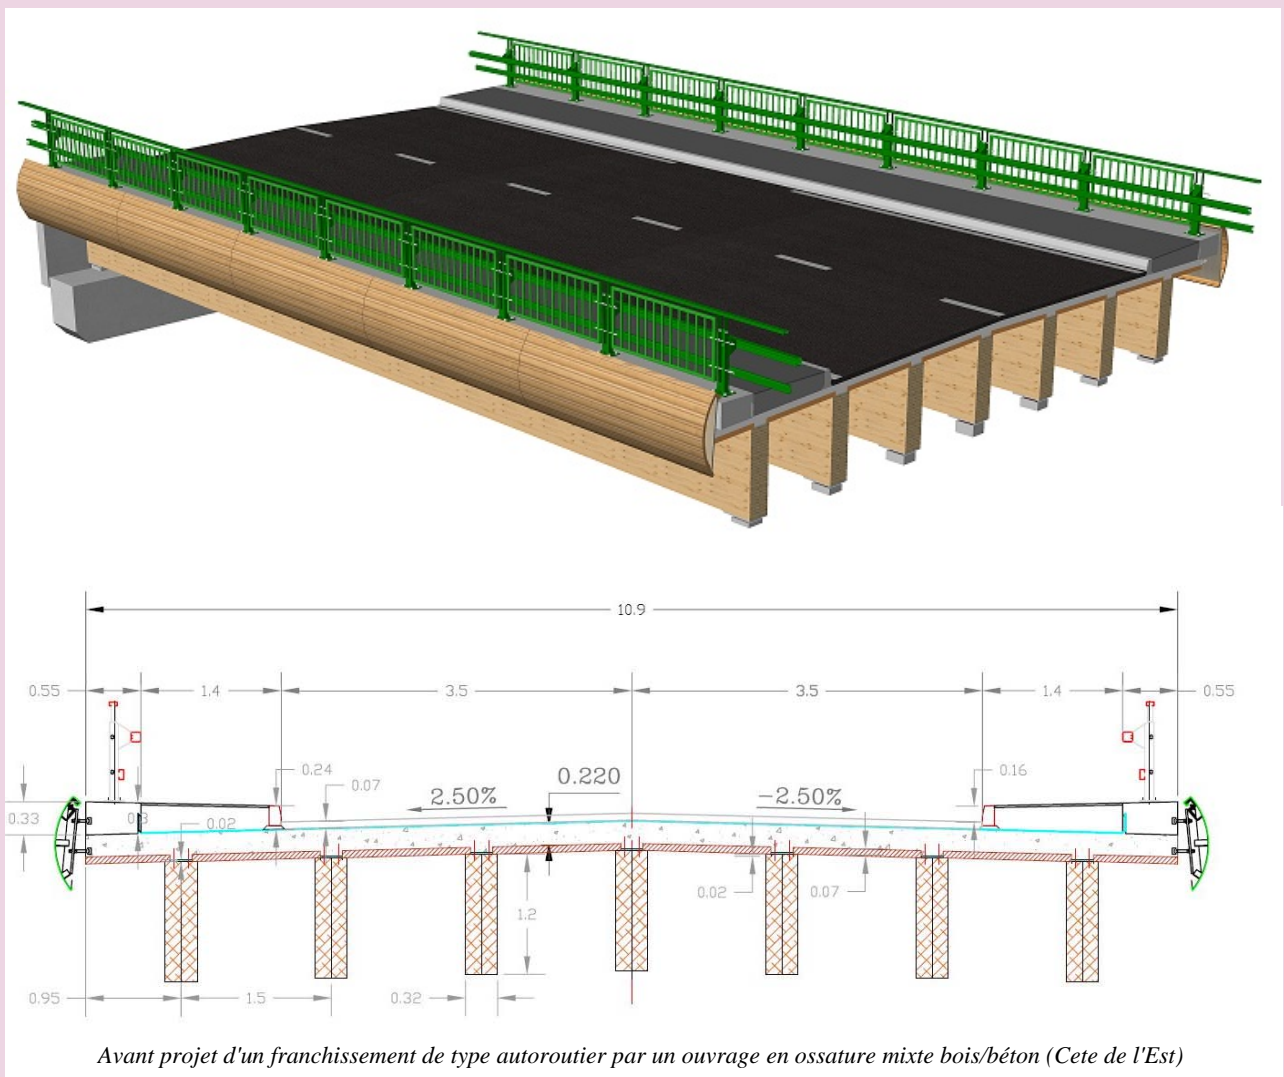 10.9
0.55 1.4 3.5 3.5 1.4 0.55
0.24 0.07 2.50% 0.220 -2.50% 0.16
0.33 0.3 0.02
0.02 0.07
1.2
0.95 1.5 0.32
Avant projet d'un franchissement de type autoroutier par un ouvrage en ossature mixte bois/béton (Cete de l'Est)